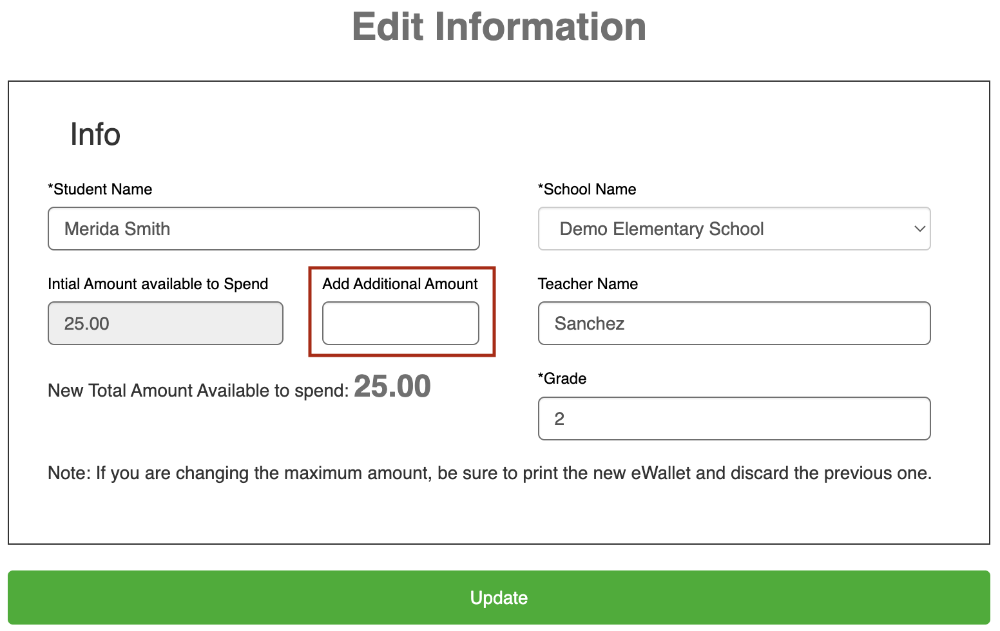 Edit Information
Info
*Student Name
Merida Smith
*School Name
Demo Elementary School
Intial Amount available to Spend
25.00
Add Additional Amount
Teacher Name
Sanchez
New Total Amount Available to spend: 25.00
*Grade
2
Note: If you are changing the maximum amount, be sure to print the new eWallet and discard the previous one.
Update